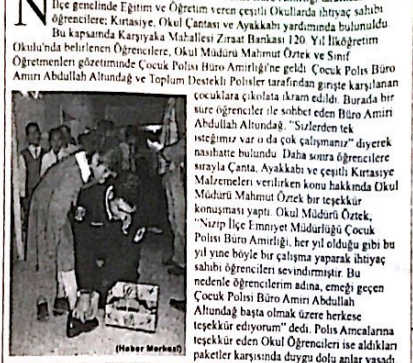 N
İlçe genelinde Eğitim ve Öğretim veren çeşitli Okullarda ihtiyaç sahibi
öğrencilere; Kırtasiye, Okul Çantası ve Ayakkabı yardımında bulunuldu.
Bu kapsamda Karşıyaka Mahallesi Ziraat Bankası 120. Yıl İlköğretim
Okulu'nda belirlenen Öğrencilere, Okul Müdürü Mahmut Öztek ve Sınıf
Öğretmenleri gözetiminde Çocuk Polisi Büro Amirliği'ne geldi. Çocuk Polis Büro
Amiri Abdullah Altundağ ve Toplum Destekli Polisler tarafından girişte karşılanan
çocuklara çikolata ikram edildi. Burada bir
süre öğrenciler ile sohbet eden Büro Amiri
Abdullah Altundağ, "Sizlerden tek
isteğimiz var o da çok çalışmanız" diyerek
nasihatte bulundu. Daha sonra öğrencilere
sırayla Çanta, Ayakkabı ve çeşitli Kırtasiye
Malzemeleri verilirken konu hakkında Okul
Müdürü Mahmut Öztek bir teşekkür
konuşması yaptı. Okul Müdürü Öztek,
"Nizip İlçe Emniyet Müdürlüğü Çocuk
Polisi Büro Amirliği, her yıl olduğu gibi bu
yıl yine böyle bir çalışma yaparak ihtiyaç
sahibi öğrencileri sevindirmiştir. Bu
nedenle öğrencilerim adına, emeği geçen
Çocuk Polisi Büro Amiri Abdullah
Altundağ başta olmak üzere herkese
teşekkür ediyorum" dedi. Polis Amcalarına
teşekkür eden Okul Öğrencileri ise aldıkları
paketler karşısında duygu dolu anlar yaşadı.
(Haber Merkezi)